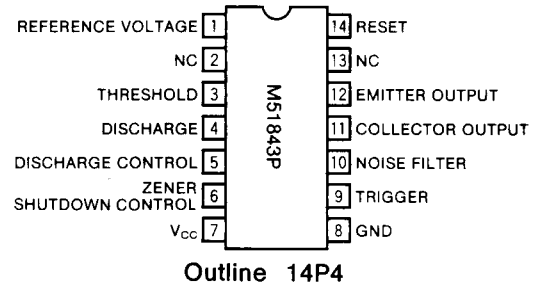 REFERENCE VOLTAGE 1
NC 2
THRESHOLD 3
DISCHARGE 4
DISCHARGE CONTROL 5
ZENER
SHUTDOWN CONTROL 6
VCC 7
M51843P
14 RESET
13 NC
12 EMITTER OUTPUT
11 COLLECTOR OUTPUT
10 NOISE FILTER
9 TRIGGER
8 GND
Outline 14P4